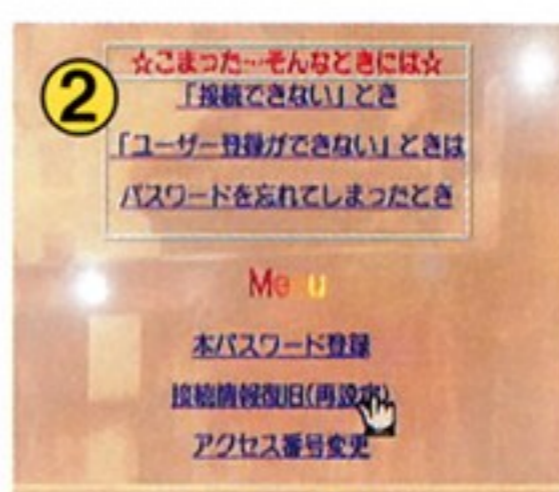 ②
☆こまった…そんなときには☆
「接続できない」とき
「ユーザー登録ができない」ときは
パスワードを忘れてしまったとき
Menu
本パスワード登録
接続情報復旧(再設定)
アクセス番号変更